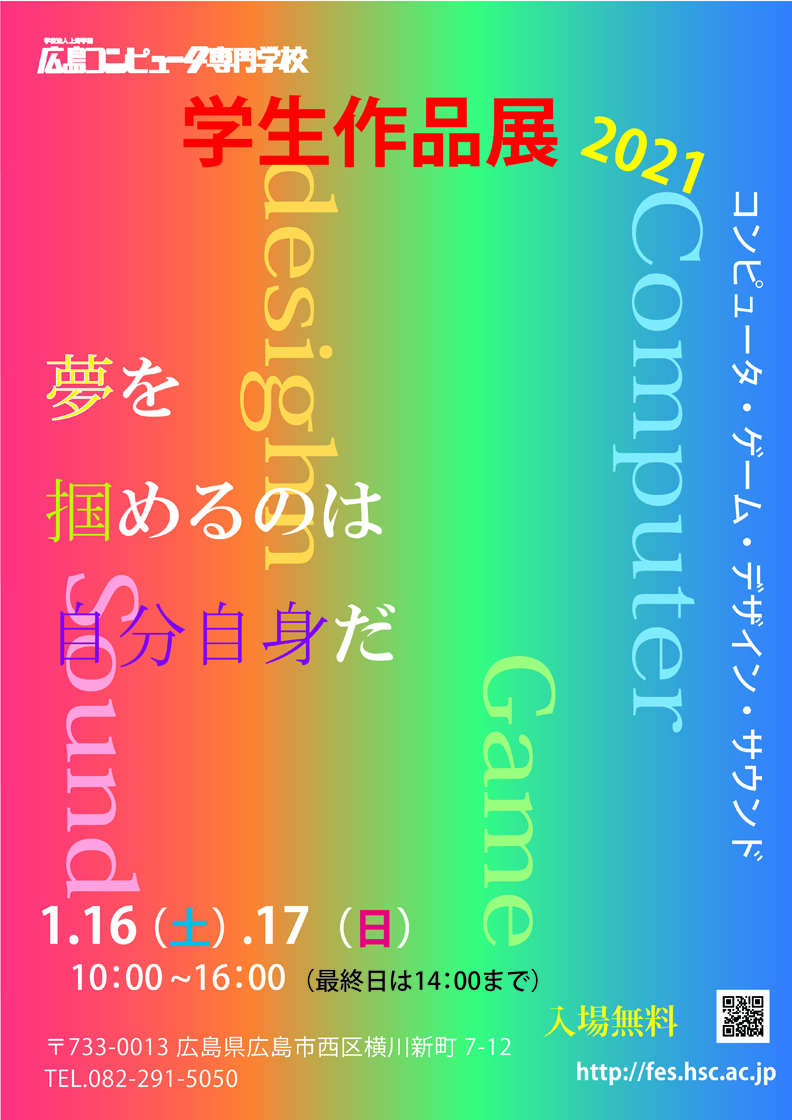 学校法人上野学園
広島コンピュータ専門学校
学生作品展 2021
コンピュータ・ゲーム・デザイン・サウンド
Computer
desighn
夢を
掴めるのは
自分自身だ
Sound
Game
1.16（土）.17（日）
10：00～16：00（最終日は14：00まで）
入場無料
〒733-0013 広島県広島市西区横川新町 7-12
TEL.082-291-5050
http://fes.hsc.ac.jp